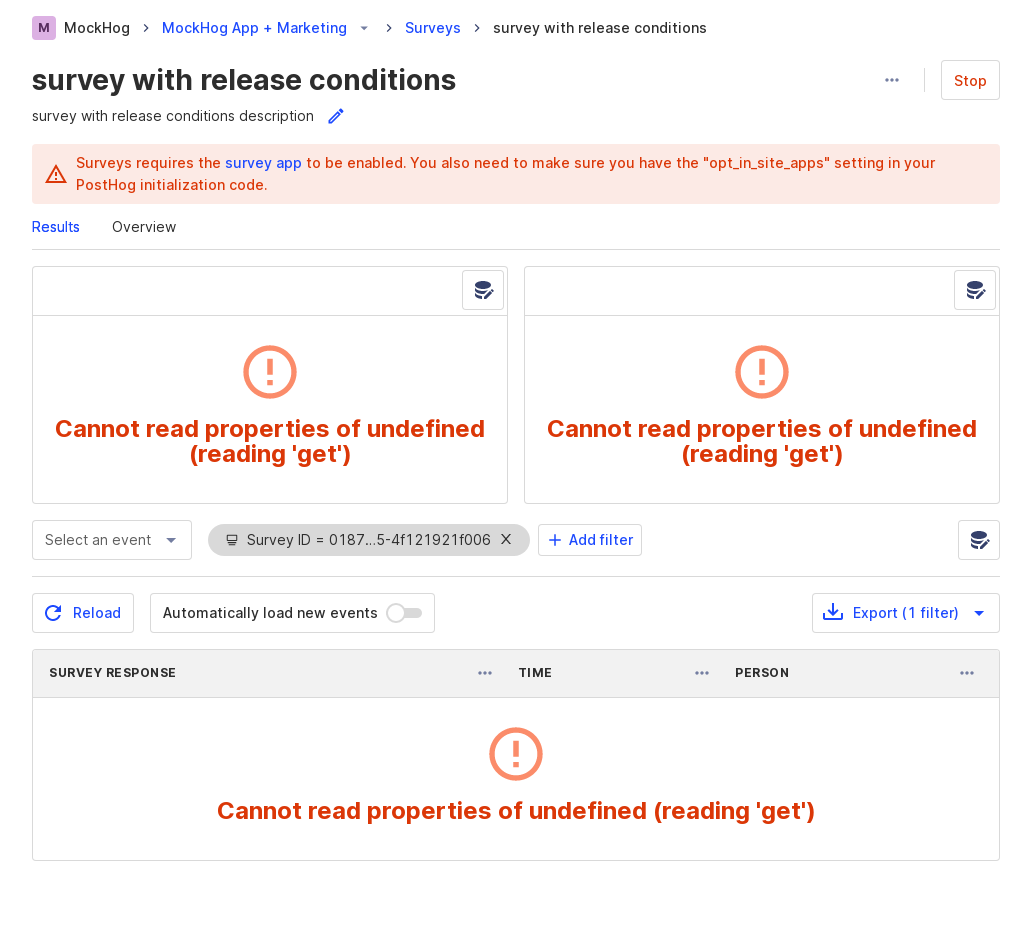 M MockHog MockHog App + Marketing Surveys survey with release conditions
survey with release conditions
Stop
survey with release conditions description
Surveys requires the survey app to be enabled. You also need to make sure you have the "opt_in_site_apps" setting in your
PostHog initialization code.
Results Overview
Cannot read properties of undefined
(reading 'get')
Cannot read properties of undefined
(reading 'get')
Select an event Survey ID = 0187...5-4f121921f006 Add filter
Reload Automatically load new events Export (1 filter)
SURVEY RESPONSE TIME PERSON
Cannot read properties of undefined (reading 'get')